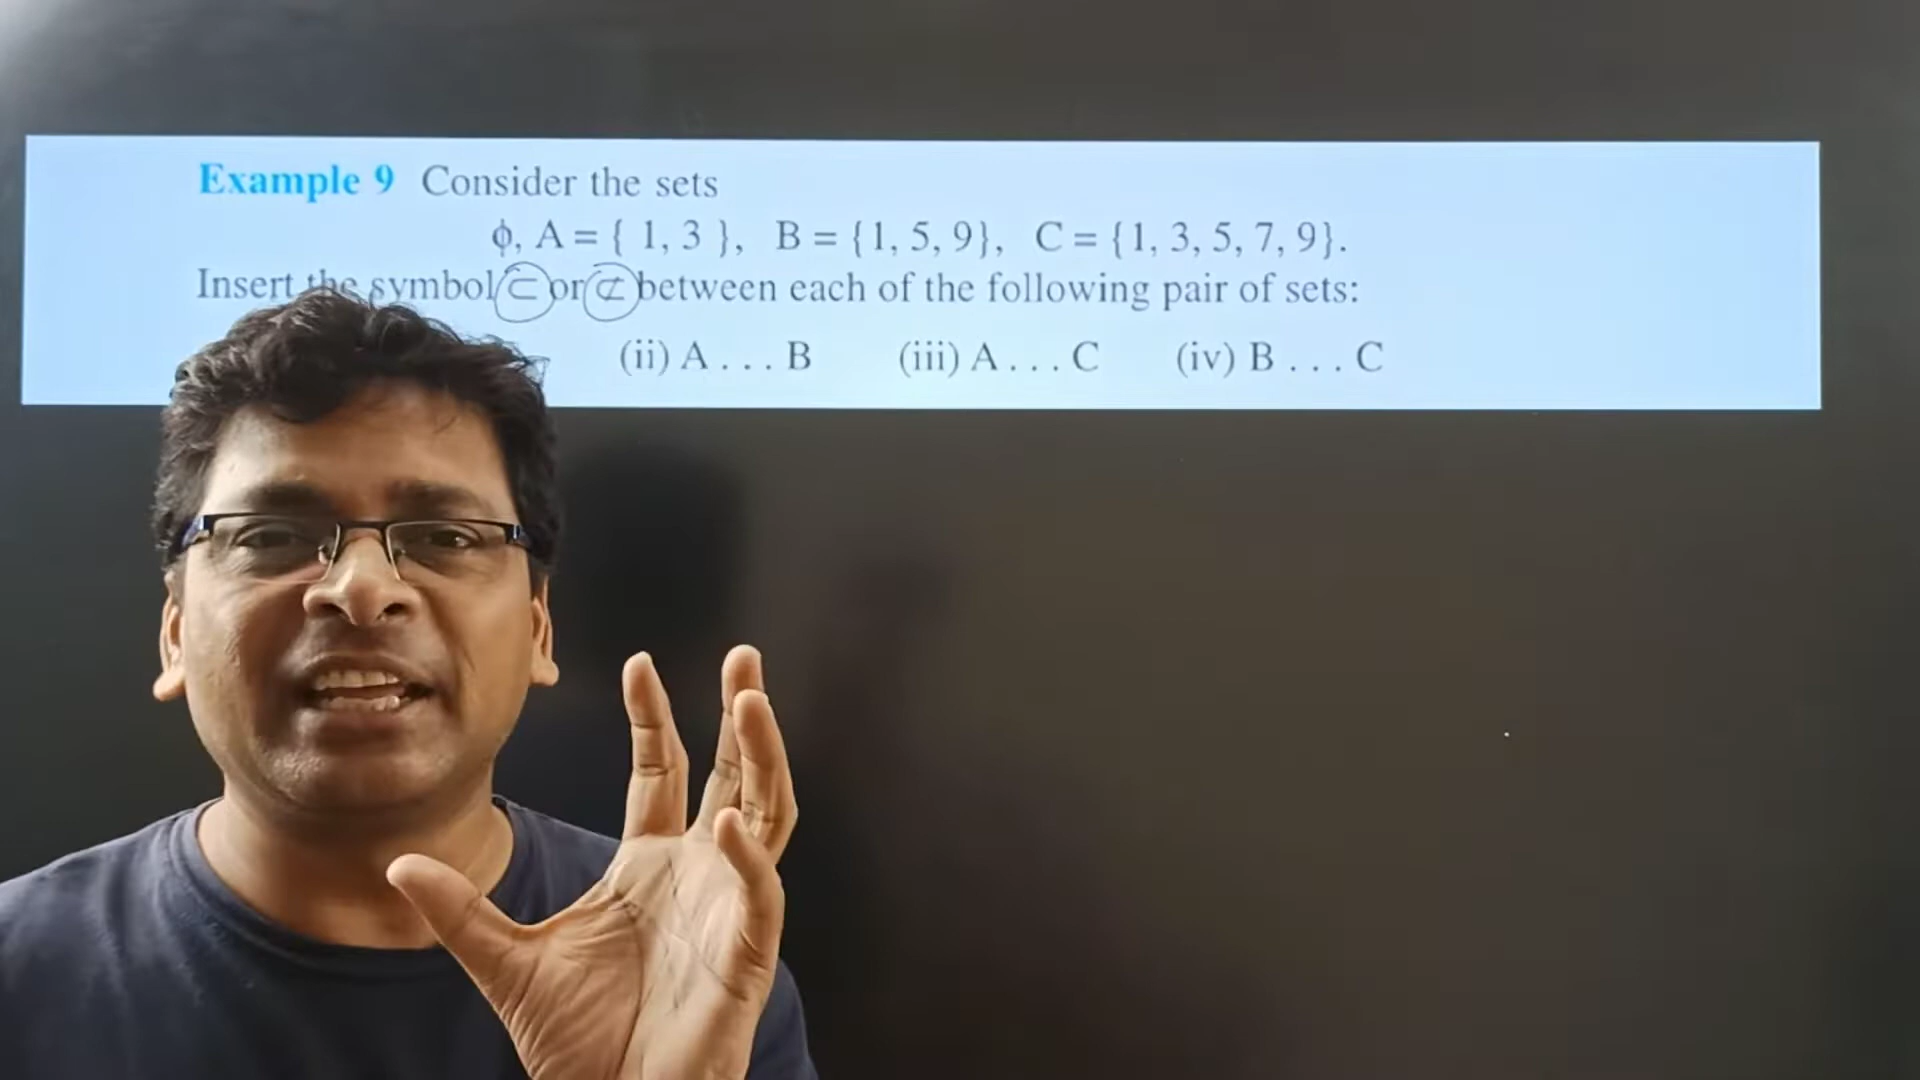 Example 9 Consider the sets
ϕ, A = { 1, 3 }, B = {1, 5, 9}, C = {1, 3, 5, 7, 9}.
Insert the symbol ⊂ or ⊄ between each of the following pair of sets:
(ii) A . . . B (iii) A . . . C (iv) B . . . C